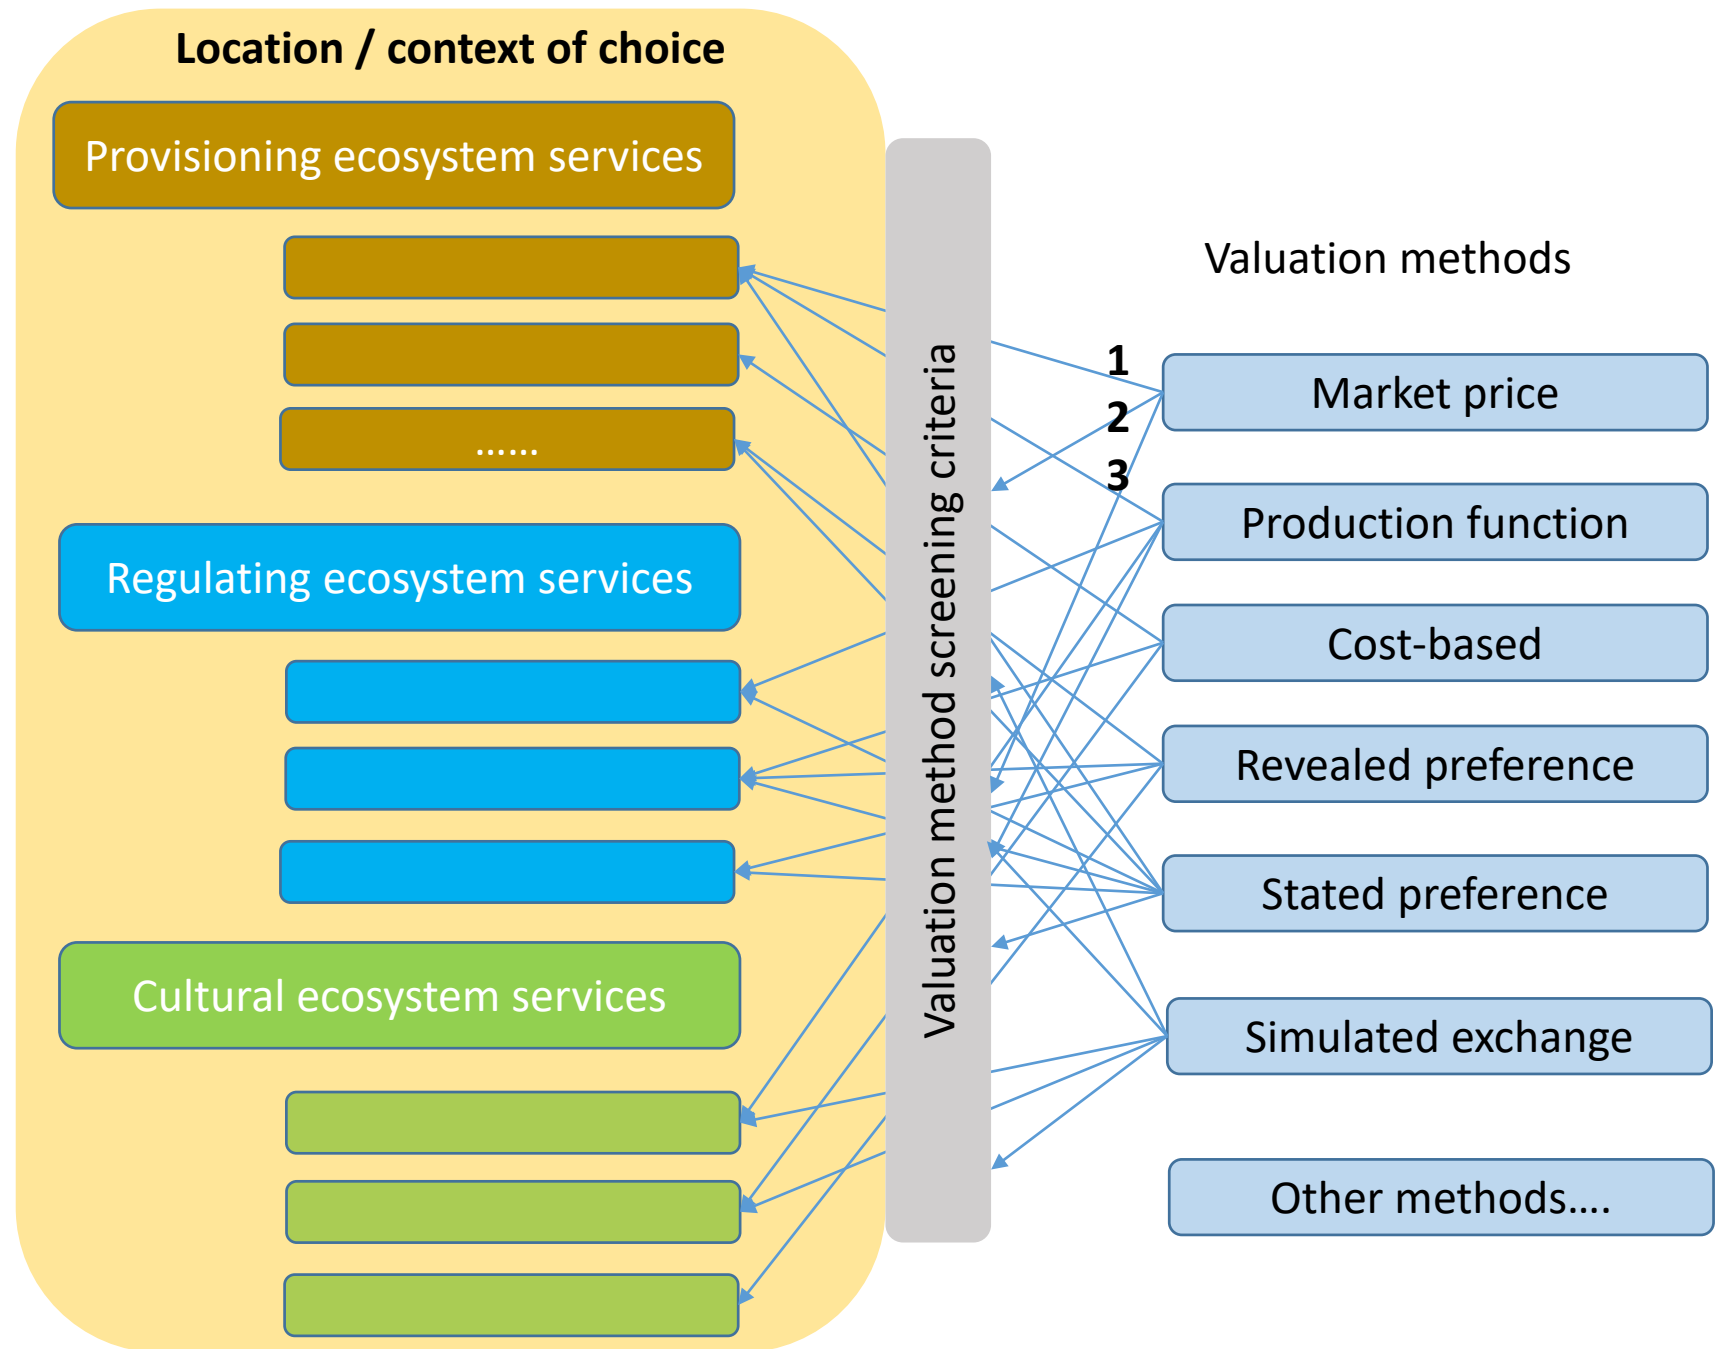 Location / context of choice
Provisioning ecosystem services
......
Regulating ecosystem services
Cultural ecosystem services
Valuation method screening criteria
Valuation methods
1
2
3
Market price
Production function
Cost-based
Revealed preference
Stated preference
Simulated exchange
Other methods....